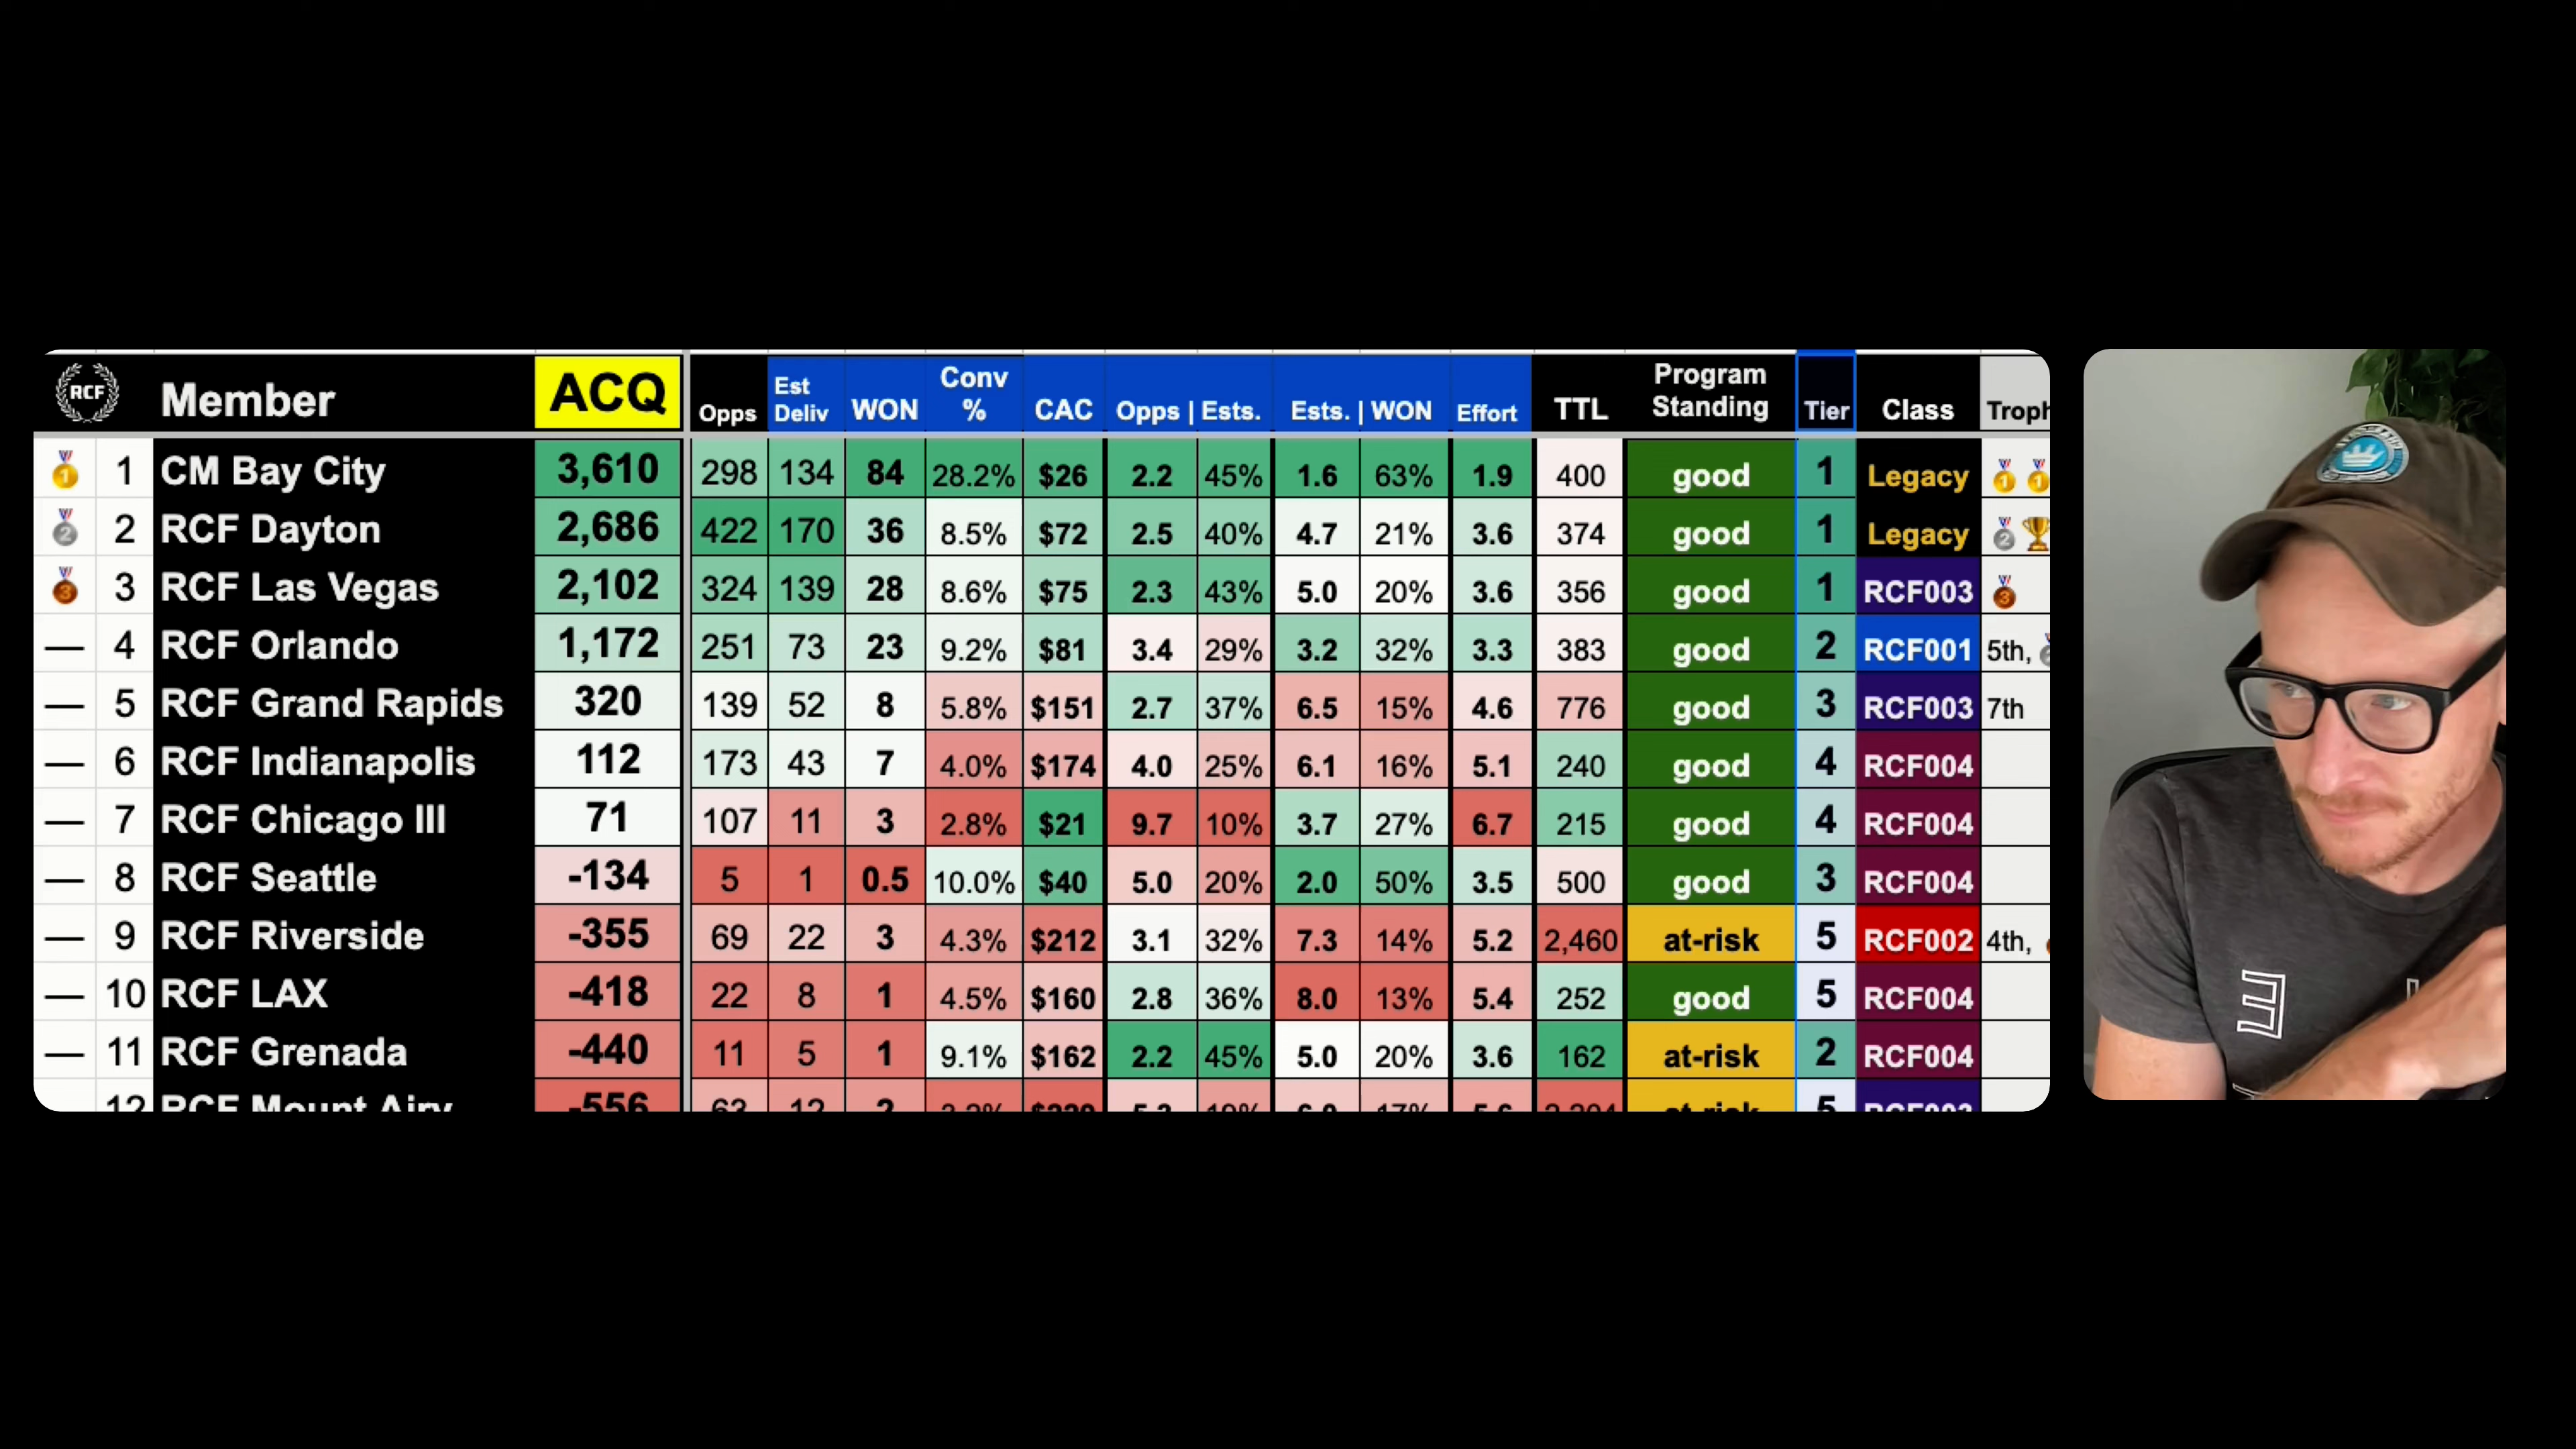 RCF Member ACQ Opps Est Deliv WON Conv % CAC Opps | Ests. Ests. | WON Effort TTL Program Standing Tier Class
1 CM Bay City 3,610 298 134 84 28.2% $26 2.2 45% 1.6 63% 1.9 400 good 1 Legacy
2 RCF Dayton 2,686 422 170 36 8.5% $72 2.5 40% 4.7 21% 3.6 374 good 1 Legacy
3 RCF Las Vegas 2,102 324 139 28 8.6% $75 2.3 43% 5.0 20% 3.6 356 good 1 RCF003
— 4 RCF Orlando 1,172 251 73 23 9.2% $81 3.4 29% 3.2 32% 3.3 383 good 2 RCF001 5th,
— 5 RCF Grand Rapids 320 139 52 8 5.8% $151 2.7 37% 6.5 15% 4.6 776 good 3 RCF003 7th
— 6 RCF Indianapolis 112 173 43 7 4.0% $174 4.0 25% 6.1 16% 5.1 240 good 4 RCF004
— 7 RCF Chicago III 71 107 11 3 2.8% $21 9.7 10% 3.7 27% 6.7 215 good 4 RCF004
— 8 RCF Seattle -134 5 1 0.5 10.0% $40 5.0 20% 2.0 50% 3.5 500 good 3 RCF004
— 9 RCF Riverside -355 69 22 3 4.3% $212 3.1 32% 7.3 14% 5.2 2,460 at-risk 5 RCF002 4th,
— 10 RCF LAX -418 22 8 1 4.5% $160 2.8 36% 8.0 13% 5.4 252 good 5 RCF004
— 11 RCF Grenada -440 11 5 1 9.1% $162 2.2 45% 5.0 20% 3.6 162 at-risk 2 RCF004
12 RCF Mount Airy -556